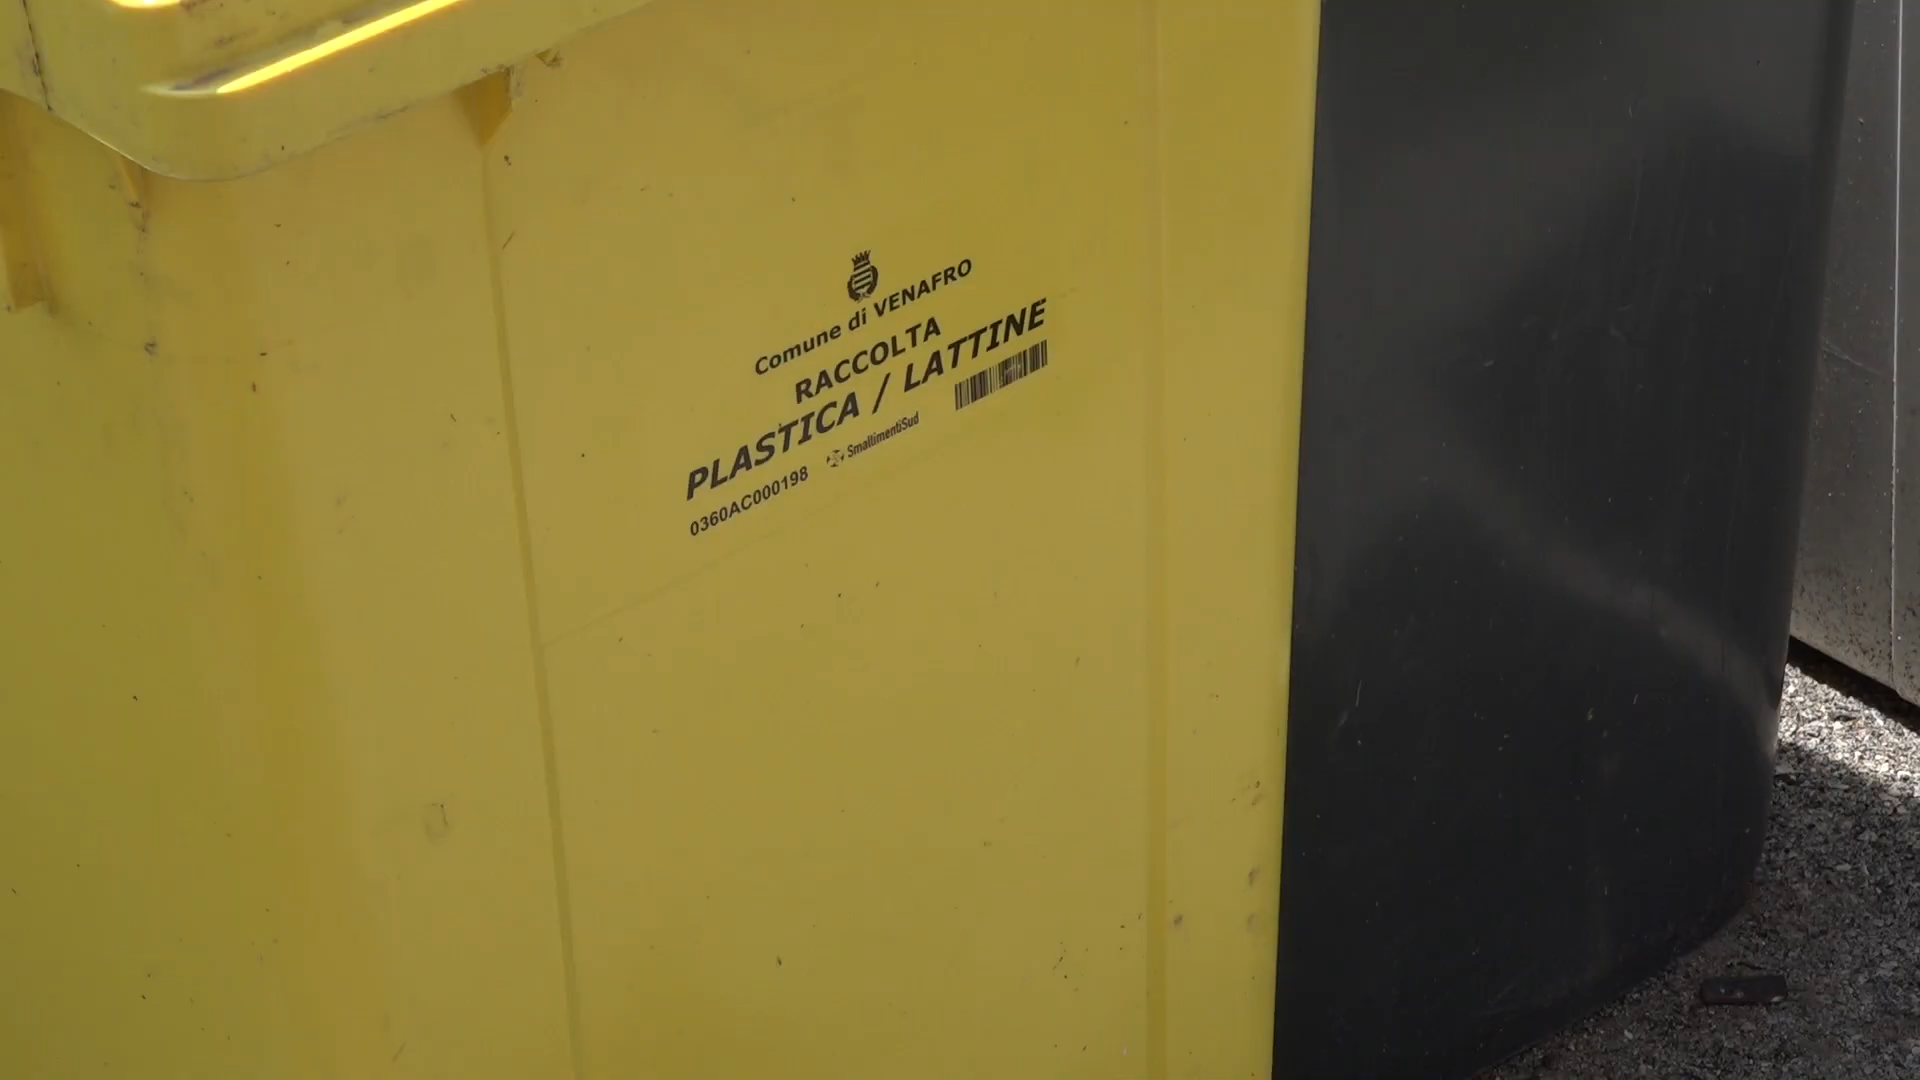 Comune di VENAFRO
RACCOLTA
PLASTICA / LATTINE
0360AC000198 SmaltimentiSud